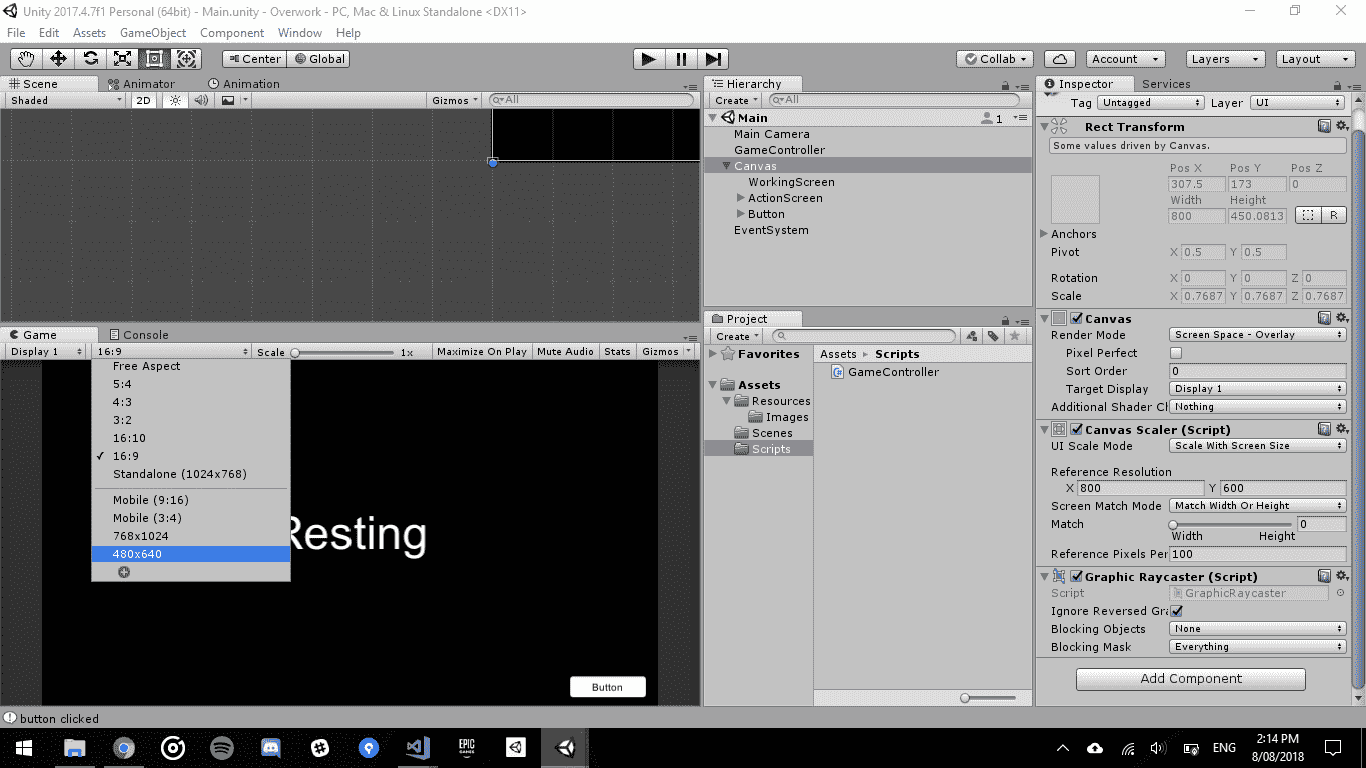 Unity 2017.4.7f1 (64bit) - Main.unity - Overwork - PC, Mac & Linux Standalone <DX11>
File Edit Assets GameObject Component Window Help
Center Global Collab Account Layers Layout
Scene Animator Animation
Shaded 2D Gizmos All
Hierarchy
Create All
Main 1
Main Camera
GameController
Canvas
WorkingScreen
ActionScreen
Button
EventSystem
Inspector Services
Tag Untagged Layer UI
Rect Transform
Some values driven by Canvas.
Pos X Pos Y Pos Z
307.5 173 0
Width Height
800 450.0813 R
Anchors
Pivot X 0.5 Y 0.5
Rotation X 0 Y 0 Z 0
Scale X 0.7687 Y 0.7687 Z 0.7687
Canvas
Render Mode Screen Space - Overlay
Pixel Perfect
Sort Order 0
Target Display Display 1
Additional Shader Cl Nothing
Canvas Scaler (Script)
UI Scale Mode Scale With Screen Size
Reference Resolution
X 800 Y 600
Screen Match Mode Match Width Or Height
Match 0
Width Height
Reference Pixels Per 100
Graphic Raycaster (Script)
Script GraphicRaycaster
Ignore Reversed Gra
Blocking Objects None
Blocking Mask Everything
Add Component
Game Console
Display 1 16:9 Scale 1x Maximize On Play Mute Audio Stats Gizmos
Free Aspect
5:4
4:3
3:2
16:10
16:9
Standalone (1024x768)
Mobile (9:16)
Mobile (3:4)
768x1024
480x640
Resting
Button
Project
Create
Favorites
Assets
Resources
Images
Scenes
Scripts
Assets Scripts
GameController
button clicked
EPIC GAMES
ENG
2:14 PM
8/08/2018